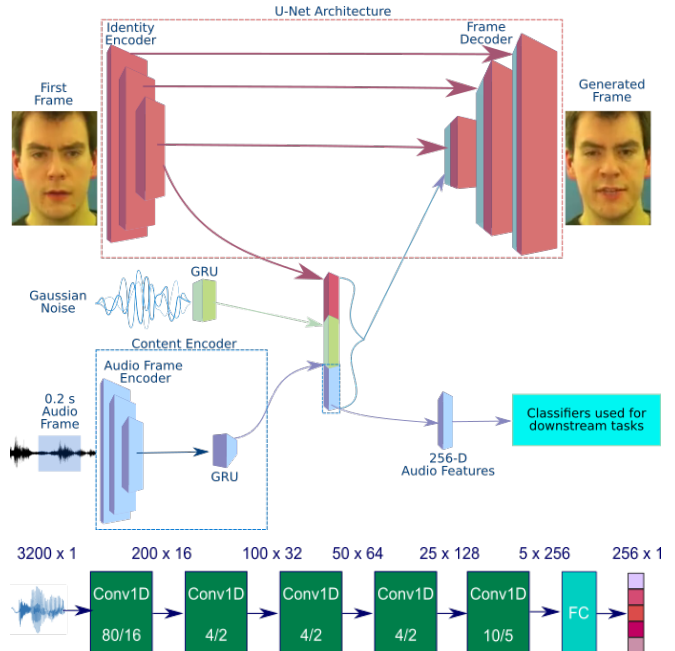 U-Net Architecture
Identity
Encoder
Frame
Decoder
First
Frame
Generated
Frame
GRU
Gaussian
Noise
Content Encoder
Audio Frame
Encoder
0.2 s
Audio
Frame
GRU
256-D
Audio Features
Classifiers used for
downstream tasks
3200 x 1
200 x 16
100 x 32
50 x 64
25 x 128
5 x 256
256 x 1
Conv1D
80/16
Conv1D
4/2
Conv1D
4/2
Conv1D
4/2
Conv1D
10/5
FC